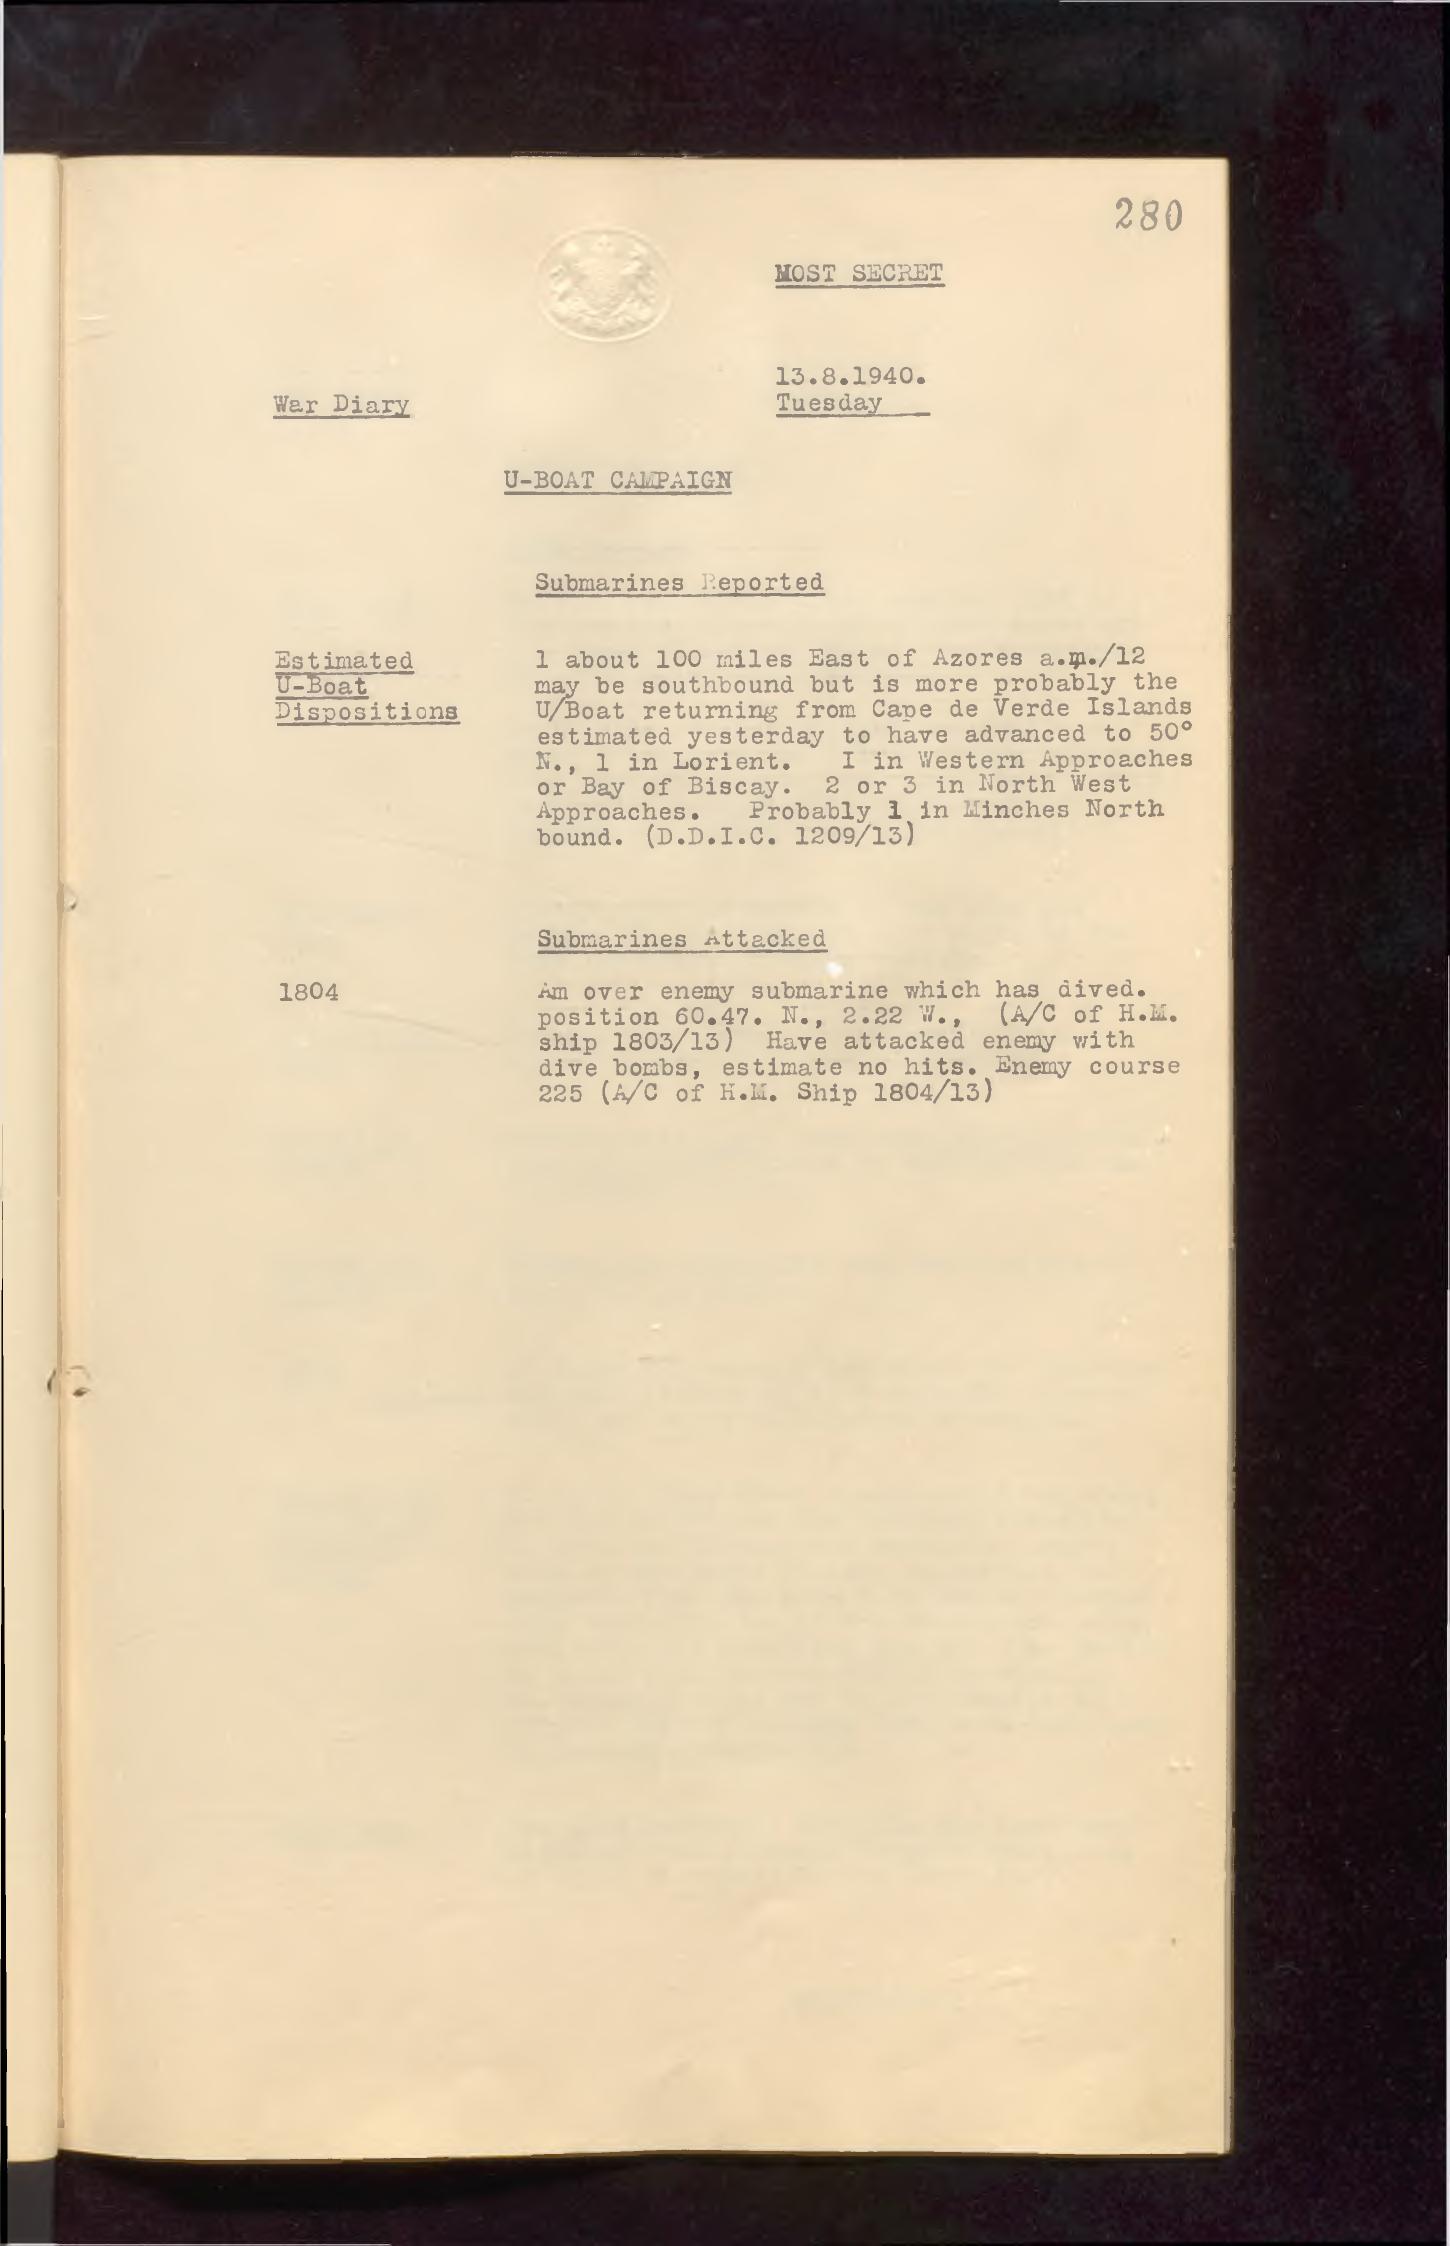 280
MOST SECRET
13.8.1940.
War Diary
Tuesday
U-BOAT CAMPAIGN
Submarines Reported
Estimated
U-Boat
Dispositions
1 about 100 miles East of Azores a.m./12
may be southbound but is more probably the
U/Boat returning from Cape de Verde Islands
estimated yesterday to have advanced to 50°
N., 1 in Lorient. I in Western Approaches
or Bay of Biscay. 2 or 3 in North West
Approaches. Probably 1 in Minches North
bound. (D.D.I.C. 1209/13)
Submarines Attacked
1804
Am over enemy submarine which has dived.
position 60.47. N., 2.22 W., (A/C of H.M.
ship 1803/13) Have attacked enemy with
dive bombs, estimate no hits. Enemy course
225 (A/C of H.M. Ship 1804/13)